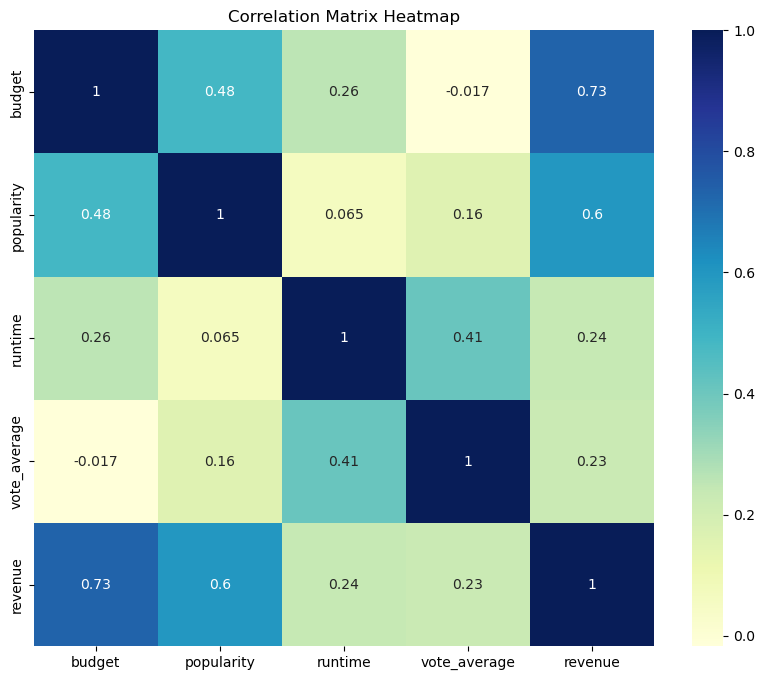 Correlation Matrix Heatmap
budget 1 0.48 0.26 -0.017 0.73
popularity 0.48 1 0.065 0.16 0.6
runtime 0.26 0.065 1 0.41 0.24
vote_average -0.017 0.16 0.41 1 0.23
revenue 0.73 0.6 0.24 0.23 1
budget popularity runtime vote_average revenue
1.0
0.8
0.6
0.4
0.2
0.0